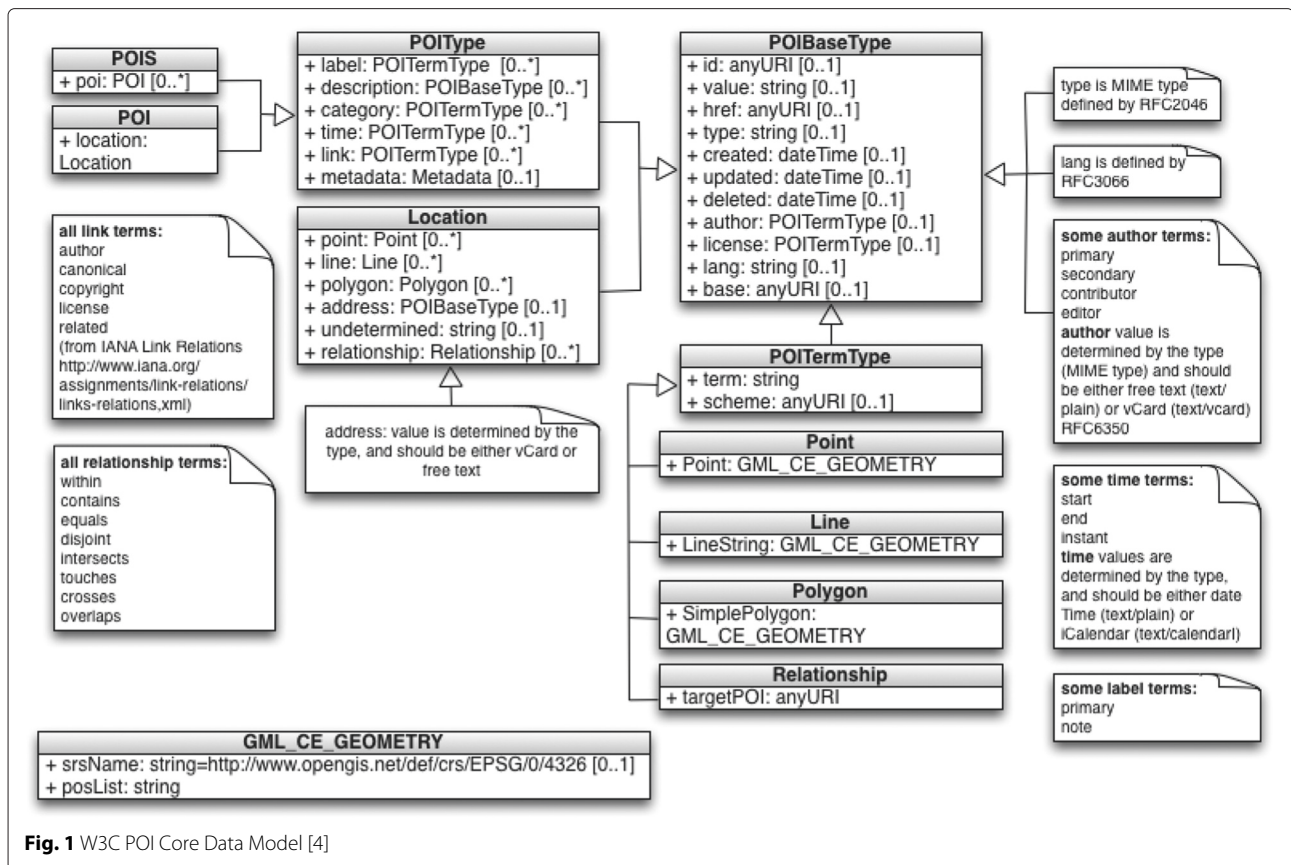 POIS
+ poi: POI [0..*]
POI
+ location:
Location
POIType
+ label: POITermType [0..*]
+ description: POIBaseType [0..*]
+ category: POITermType [0..*]
+ time: POITermType [0..*]
+ link: POITermType [0..*]
+ metadata: Metadata [0..1]
Location
+ point: Point [0..*]
+ line: Line [0..*]
+ polygon: Polygon [0..*]
+ address: POIBaseType [0..1]
+ undetermined: string [0..1]
+ relationship: Relationship [0..*]
address: value is determined by the
type, and should be either vCard or
free text
POIBaseType
+ id: anyURI [0..1]
+ value: string [0..1]
+ href: anyURI [0..1]
+ type: string [0..1]
+ created: dateTime [0..1]
+ updated: dateTime [0..1]
+ deleted: dateTime [0..1]
+ author: POITermType [0..1]
+ license: POITermType [0..1]
+ lang: string [0..1]
+ base: anyURI [0..1]
POITermType
+ term: string
+ scheme: anyURI [0..1]
Point
+ Point: GML_CE_GEOMETRY
Line
+ LineString: GML_CE_GEOMETRY
Polygon
+ SimplePolygon:
GML_CE_GEOMETRY
Relationship
+ targetPOI: anyURI
type is MIME type
defined by RFC2046
lang is defined by
RFC3066
some author terms:
primary
secondary
contributor
editor
author value is
determined by the type
(MIME type) and should
be either free text (text/
plain) or vCard (text/vcard)
RFC6350
some time terms:
start
end
instant
time values are
determined by the type,
and should be either date
Time (text/plain) or
iCalendar (text/calendarl)
some label terms:
primary
note
all link terms:
author
canonical
copyright
license
related
(from IANA Link Relations
http://www.iana.org/
assignments/link-relations/
links-relations,xml)
all relationship terms:
within
contains
equals
disjoint
intersects
touches
crosses
overlaps
GML_CE_GEOMETRY
+ srsName: string=http://www.opengis.net/def/crs/EPSG/0/4326 [0..1]
+ posList: string
Fig. 1 W3C POI Core Data Model [4]